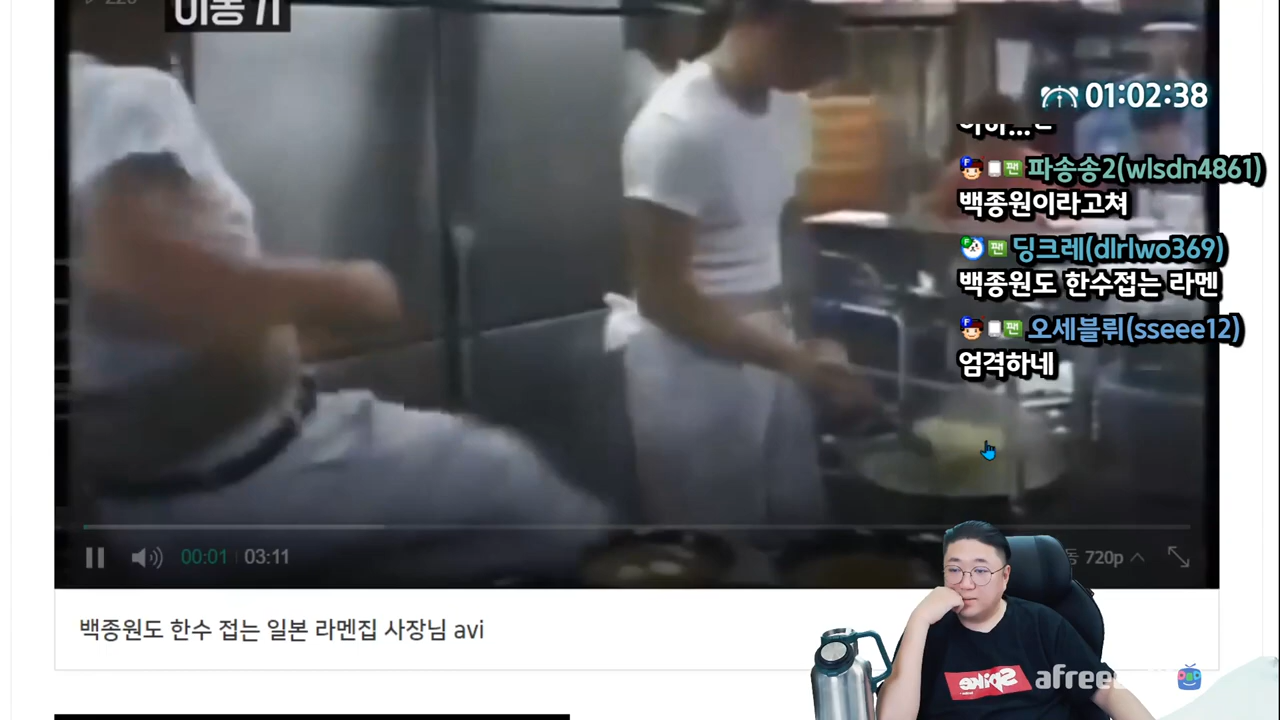 01:02:38
파송송2(wlsdn4861)
백종원이라고쳐
딩크레(dlrlwo369)
백종원도 한수접는 라멘
오세블뤼(sseee12)
엄격하네
00:01 03:11
720p
백종원도 한수 접는 일본 라멘집 사장님 avi
Spike